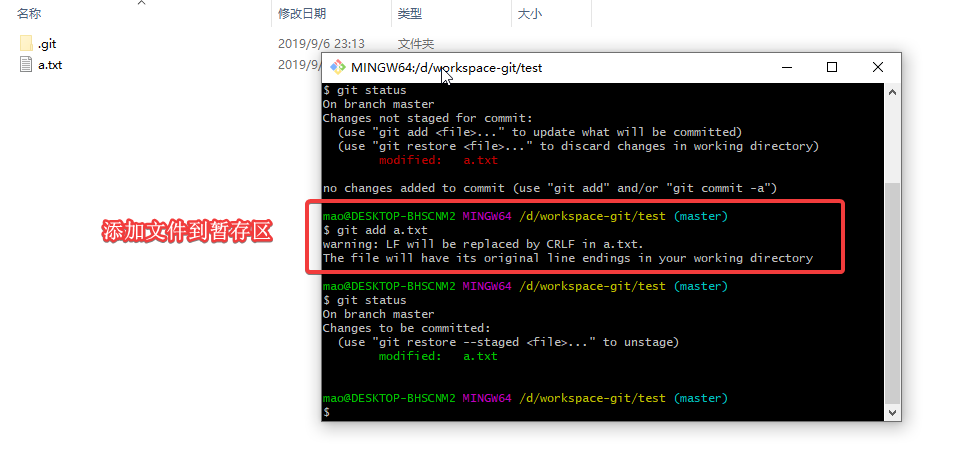 名称 修改日期 类型 大小
.git 2019/9/6 23:13 文件夹
a.txt 2019/9/
MINGW64:/d/workspace-git/test
$ git status
On branch master
Changes not staged for commit:
(use "git add <file>..." to update what will be committed)
(use "git restore <file>..." to discard changes in working directory)
modified: a.txt
no changes added to commit (use "git add" and/or "git commit -a")
添加文件到暂存区
mao@DESKTOP-BHSCNM2 MINGW64 /d/workspace-git/test (master)
$ git add a.txt
warning: LF will be replaced by CRLF in a.txt.
The file will have its original line endings in your working directory
mao@DESKTOP-BHSCNM2 MINGW64 /d/workspace-git/test (master)
$ git status
On branch master
Changes to be committed:
(use "git restore --staged <file>..." to unstage)
modified: a.txt
mao@DESKTOP-BHSCNM2 MINGW64 /d/workspace-git/test (master)
$